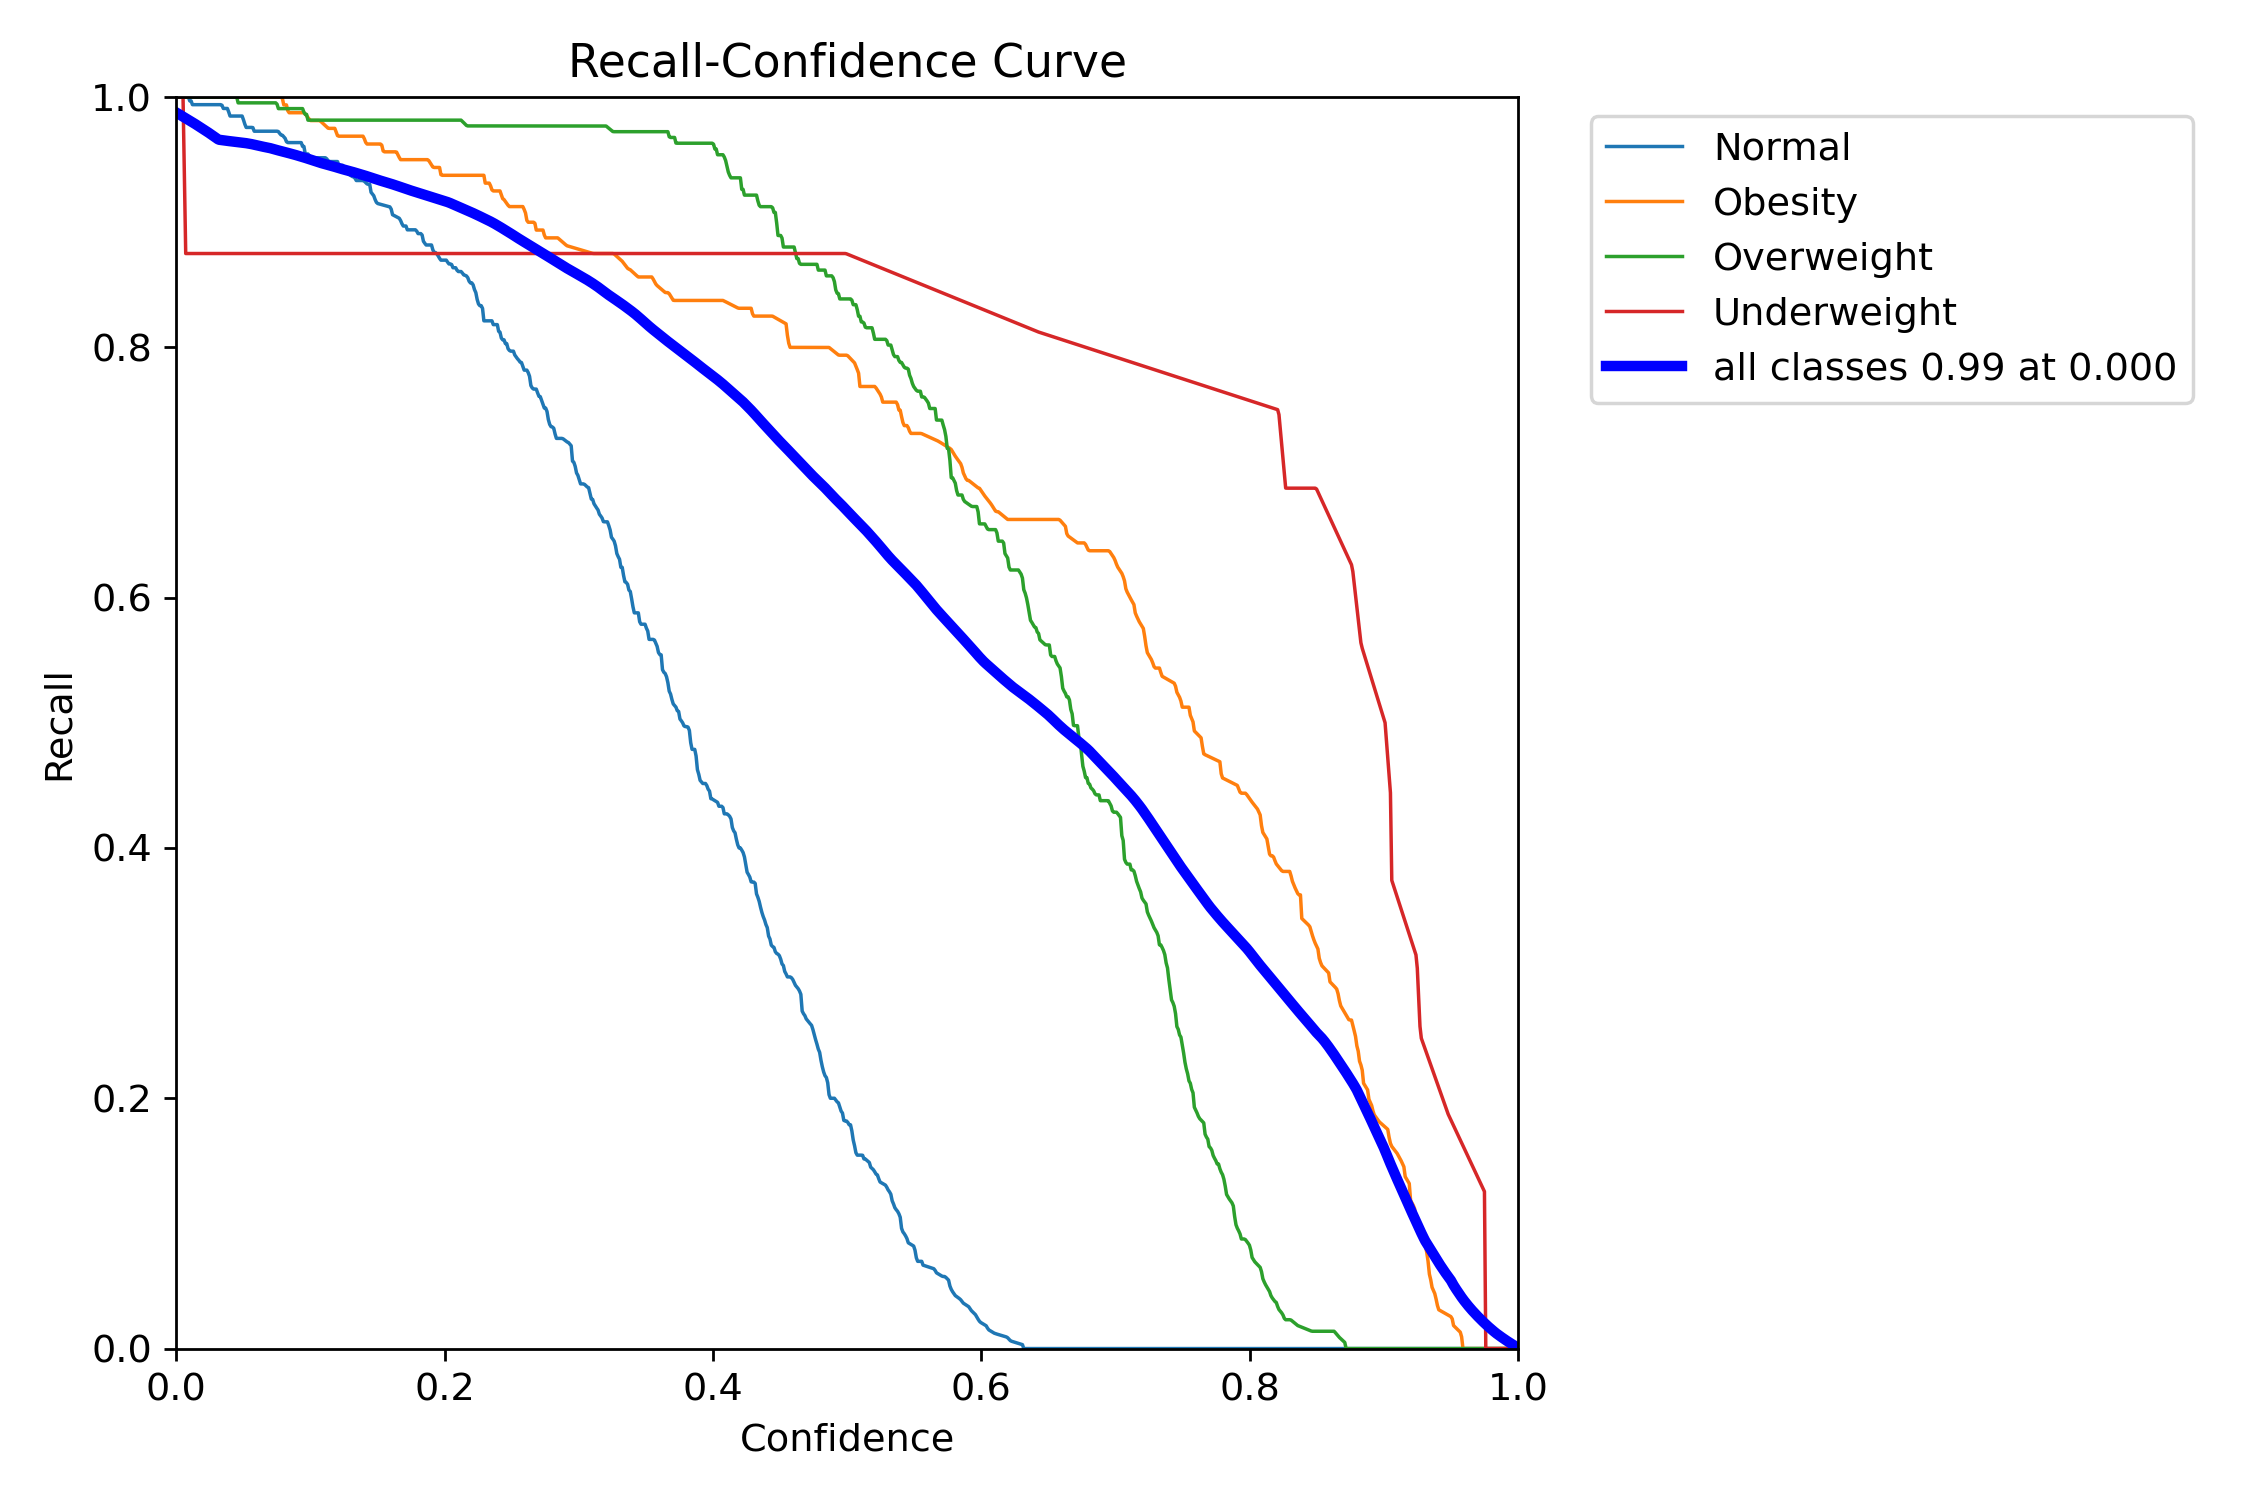 Recall-Confidence Curve
1.0
0.8
0.6
0.4
0.2
0.0
Recall
0.0 0.2 0.4 0.6 0.8 1.0
Confidence
Normal
Obesity
Overweight
Underweight
all classes 0.99 at 0.000